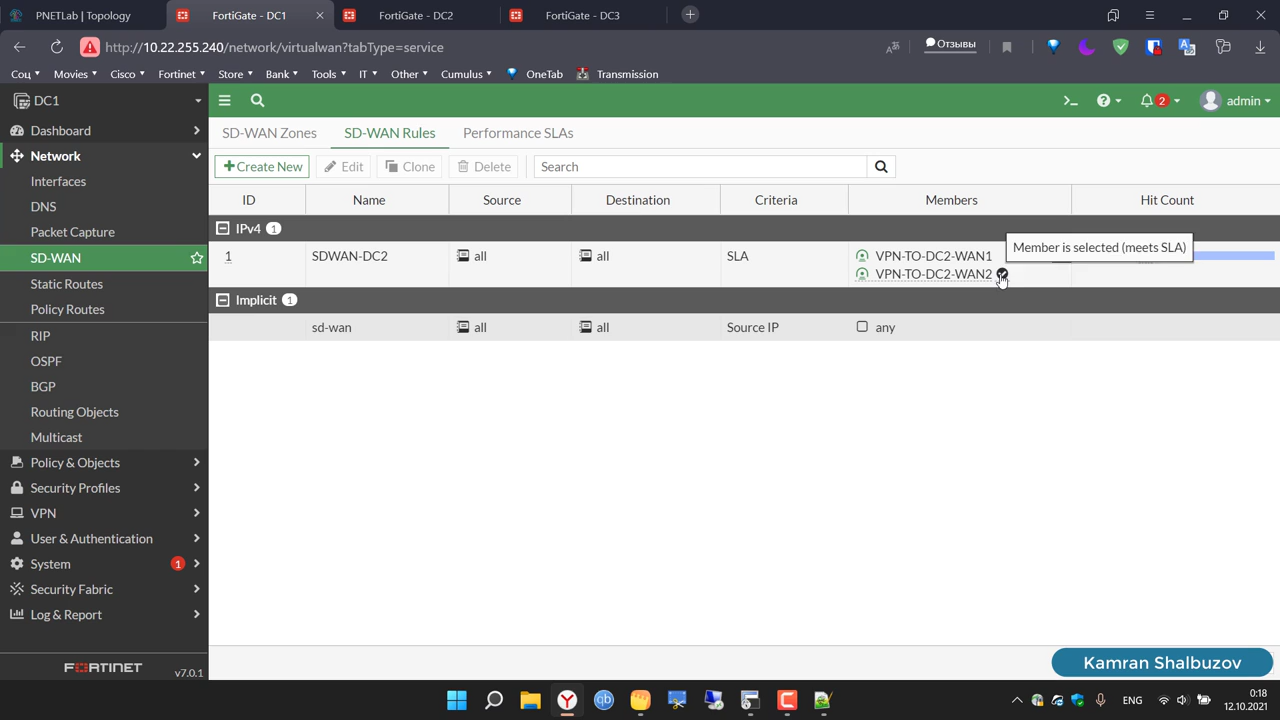 PNETLab | Topology
FortiGate - DC1
FortiGate - DC2
FortiGate - DC3
http://10.22.255.240/network/virtualwan?tabType=service
Отзывы
Соц
Movies
Cisco
Fortinet
Store
Bank
Tools
IT
Other
Cumulus
OneTab
Transmission
DC1
2
admin
Dashboard
Network
Interfaces
DNS
Packet Capture
SD-WAN
Static Routes
Policy Routes
RIP
OSPF
BGP
Routing Objects
Multicast
Policy & Objects
Security Profiles
VPN
User & Authentication
System 1
Security Fabric
Log & Report
FORTINET v7.0.1
SD-WAN Zones SD-WAN Rules Performance SLAs
+Create New Edit Clone Delete Search
ID Name Source Destination Criteria Members Hit Count
IPv4 1
1 SDWAN-DC2 all all SLA VPN-TO-DC2-WAN1
VPN-TO-DC2-WAN2
Member is selected (meets SLA)
Implicit 1
sd-wan all all Source IP any
Kamran Shalbuzov
ENG
0:18
12.10.2021